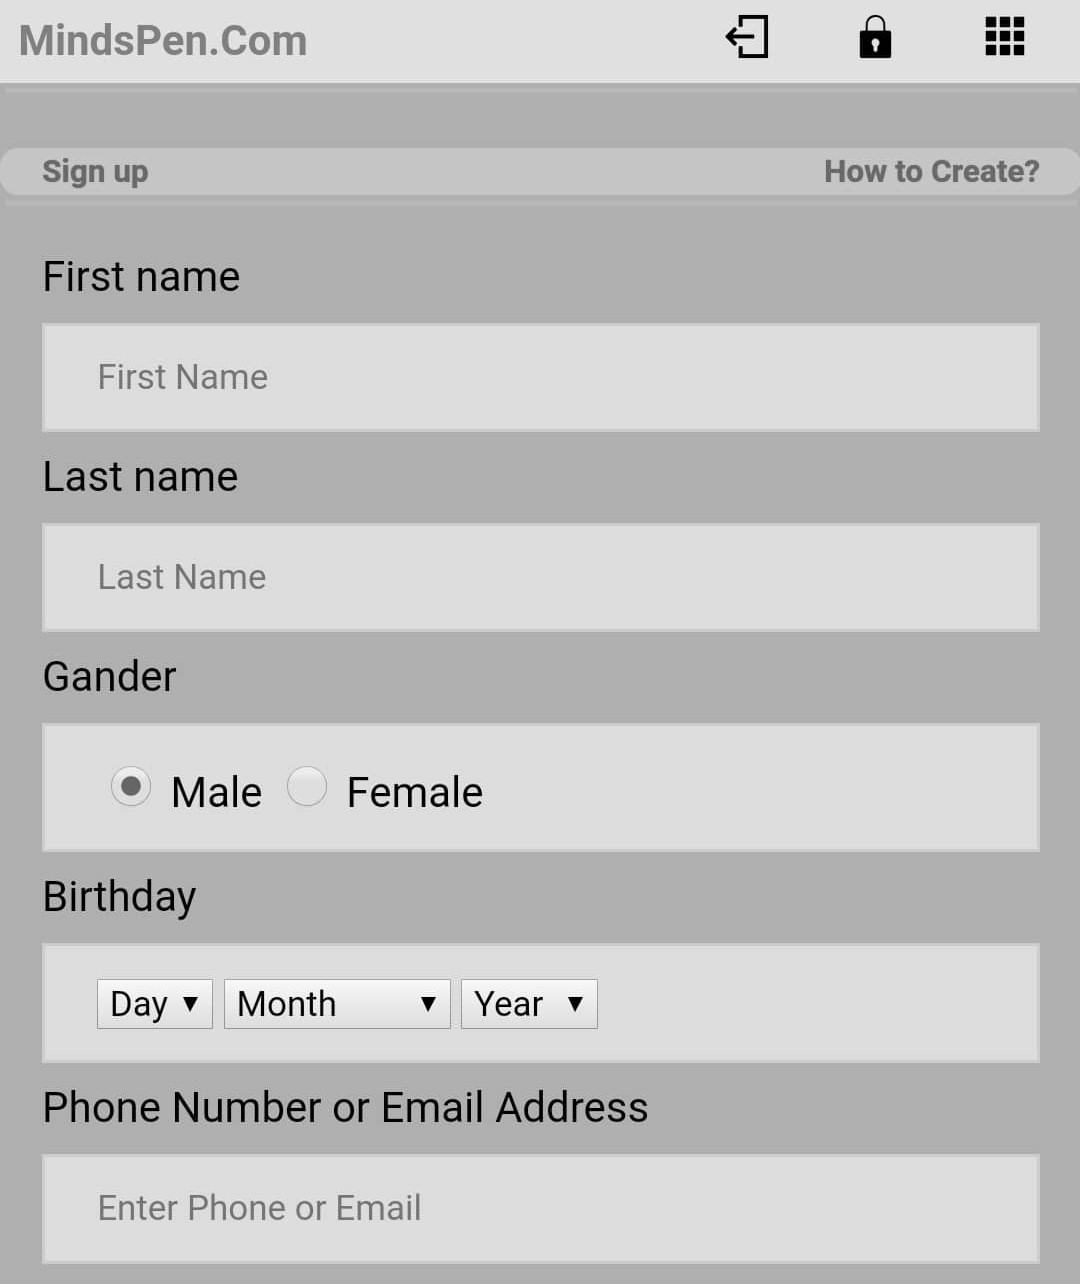 MindsPen.Com
Sign up How to Create?
First name
First Name
Last name
Last Name
Gander
Male Female
Birthday
Day Month Year
Phone Number or Email Address
Enter Phone or Email